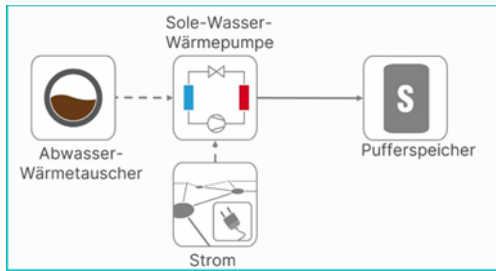 Sole-Wasser-
Wärmepumpe
S
Abwasser-
Wärmetauscher
Pufferspeicher
Strom